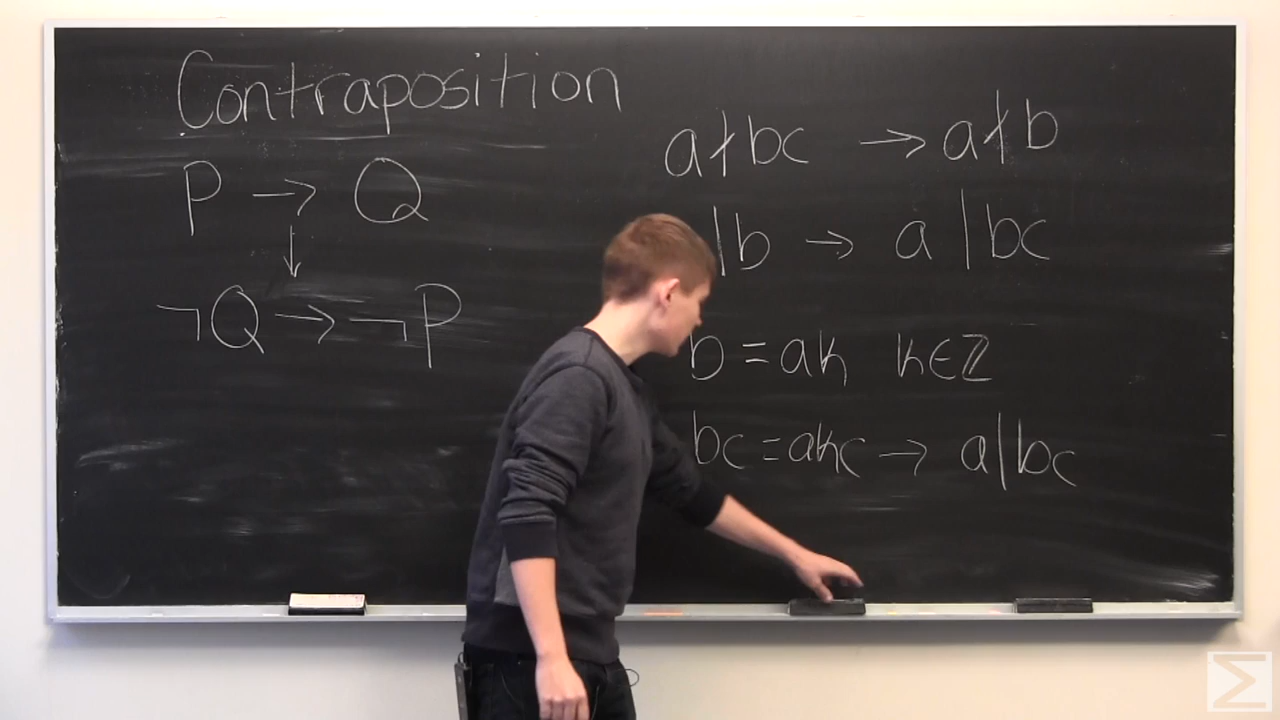 Contraposition
P → Q
↓
¬Q → ¬P
a∤bc → a∤b
|b → a|bc
b = ak k∈ℤ
bc = akc → a|bc
Σ